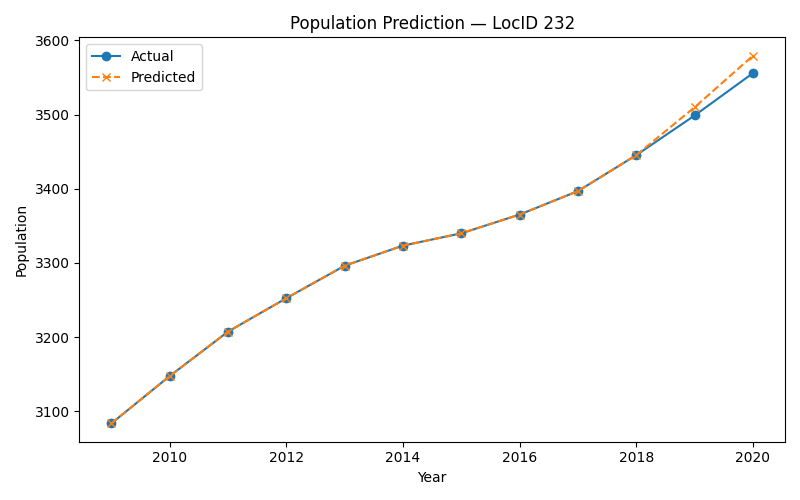 Population Prediction — LocID 232
Actual
Predicted
3600
3500
3400
3300
3200
3100
Population
2010 2012 2014 2016 2018 2020
Year